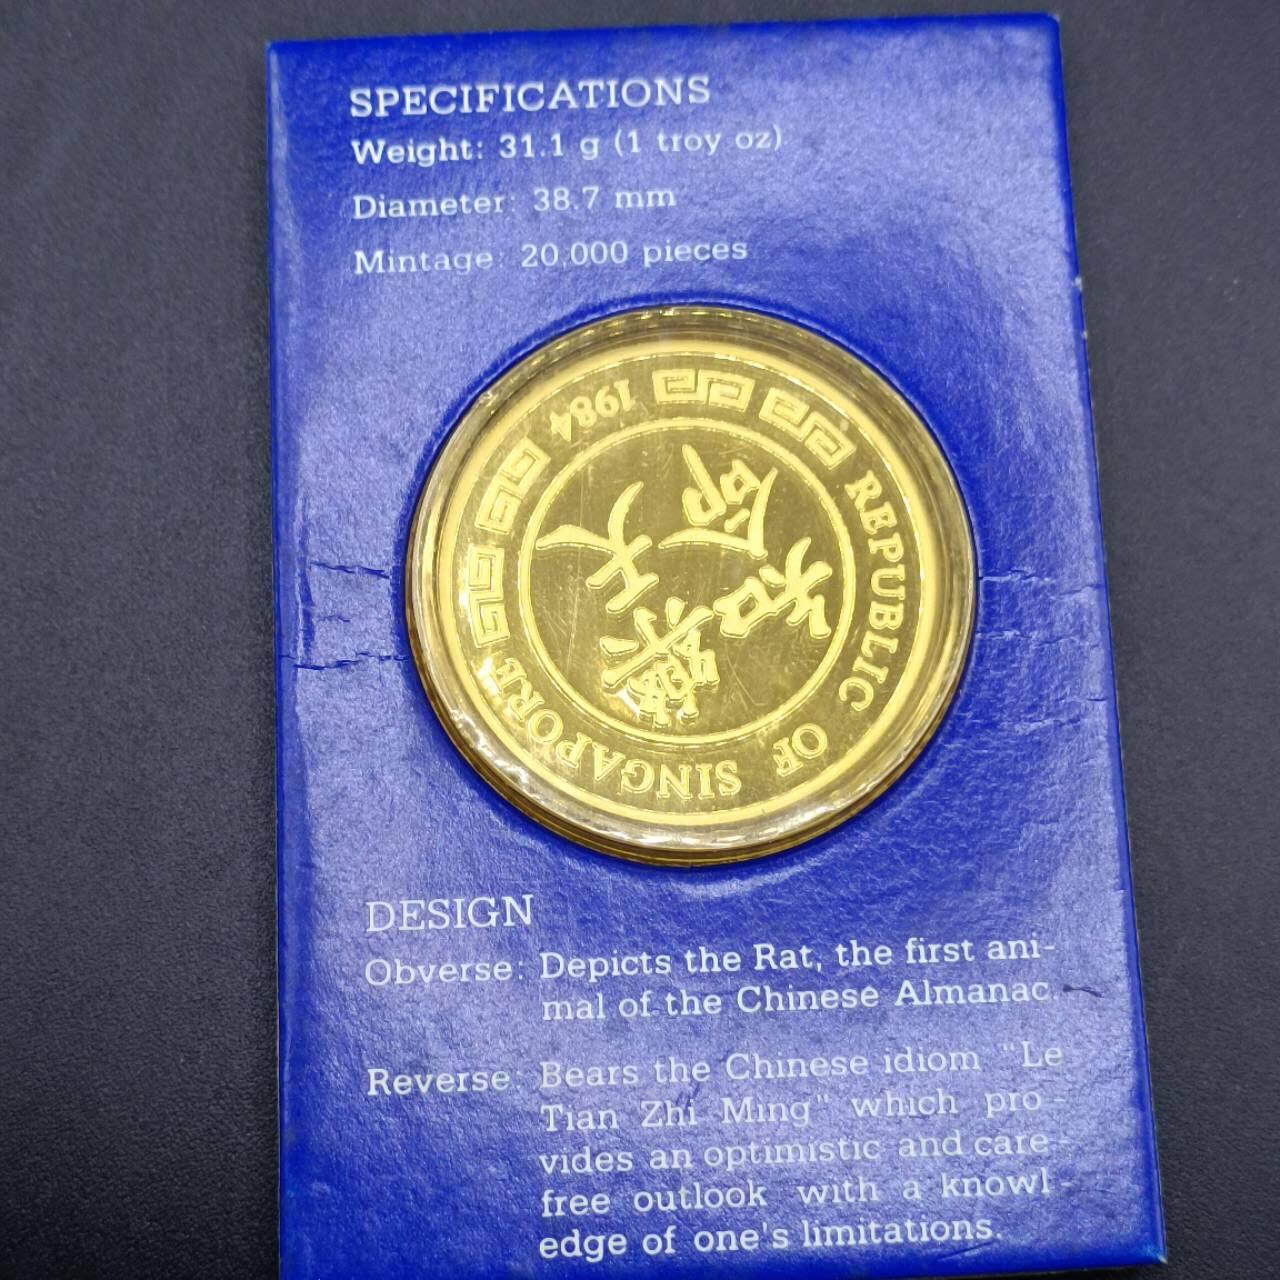 SPECIFICATIONS
Weight: 31.1 g (1 troy oz)
Diameter: 38.7 mm
Mintage: 20,000 pieces
1984
REPUBLIC OF SINGAPORE
樂天知命
DESIGN
Obverse: Depicts the Rat, the first ani-
mal of the Chinese Almanac.
Reverse: Bears the Chinese idiom "Le
Tian Zhi Ming" which pro-
vides an optimistic and care-
free outlook with a knowl-
edge of one's limitations.